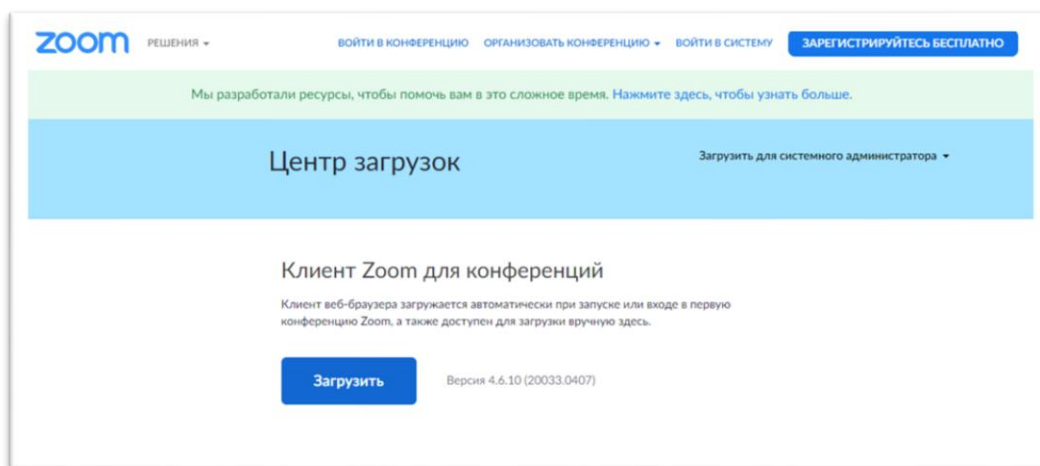 zoom РЕШЕНИЯ ВОЙТИ В КОНФЕРЕНЦИЮ ОРГАНИЗОВАТЬ КОНФЕРЕНЦИЮ ВОЙТИ В СИСТЕМУ ЗАРЕГИСТРИРУЙТЕСЬ БЕСПЛАТНО
Мы разработали ресурсы, чтобы помочь вам в это сложное время. Нажмите здесь, чтобы узнать больше.
Центр загрузок Загрузить для системного администратора
Клиент Zoom для конференций
Клиент веб-браузера загружается автоматически при запуске или входе в первую
конференцию Zoom, а также доступен для загрузки вручную здесь.
Загрузить Версия 4.6.10 (20033.0407)